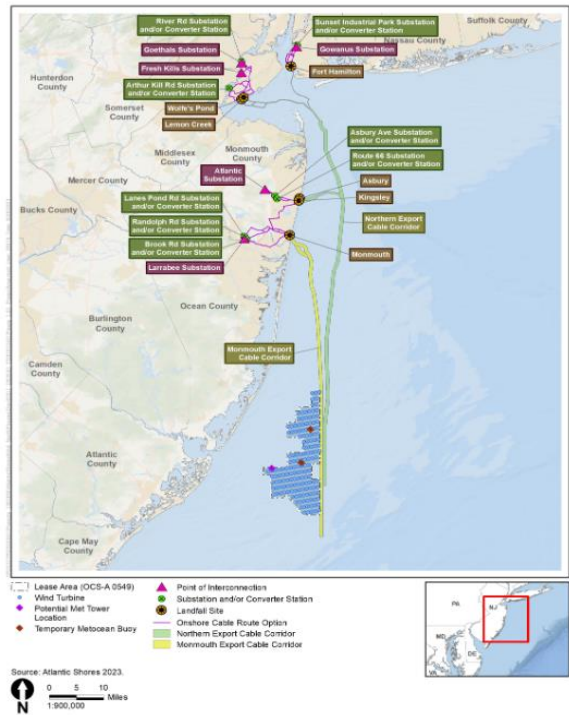 River Rd Substation
and/or Converter Station
Goethals Substation
Fresh Kills Substation
Arthur Kill Rd Substation
and/or Converter Station
Wolfe's Pond
Lemon Creek
Sunset Industrial Park Substation
and/or Converter Station
Gowanus Substation
Fort Hamilton
Suffolk County
Nassau County
Hunterdon
County
Somerset
County
Middlesex
County
Monmouth
County
Mercer County
Bucks County
Asbury Ave Substation
and/or Converter Station
Route 66 Substation
and/or Converter Station
Atlantic
Substation
Asbury
Kingsley
Lanes Pond Rd Substation
and/or Converter Station
Randolph Rd Substation
and/or Converter Station
Brook Rd Substation
and/or Converter Station
Larrabee Substation
Northern Export
Cable Corridor
Monmouth
Ocean County
Burlington
County
Monmouth Export
Cable Corridor
Camden
County
Atlantic
County
Cape May
County
Lease Area (OCS-A 0549)
Wind Turbine
Potential Met Tower
Location
Temporary Metocean Buoy
Point of Interconnection
Substation and/or Converter Station
Landfall Site
Onshore Cable Route Option
Northern Export Cable Corridor
Monmouth Export Cable Corridor
PA
NJ
MD
DE
Source: Atlantic Shores 2023.
N
0 5 10
Miles
1:900,000